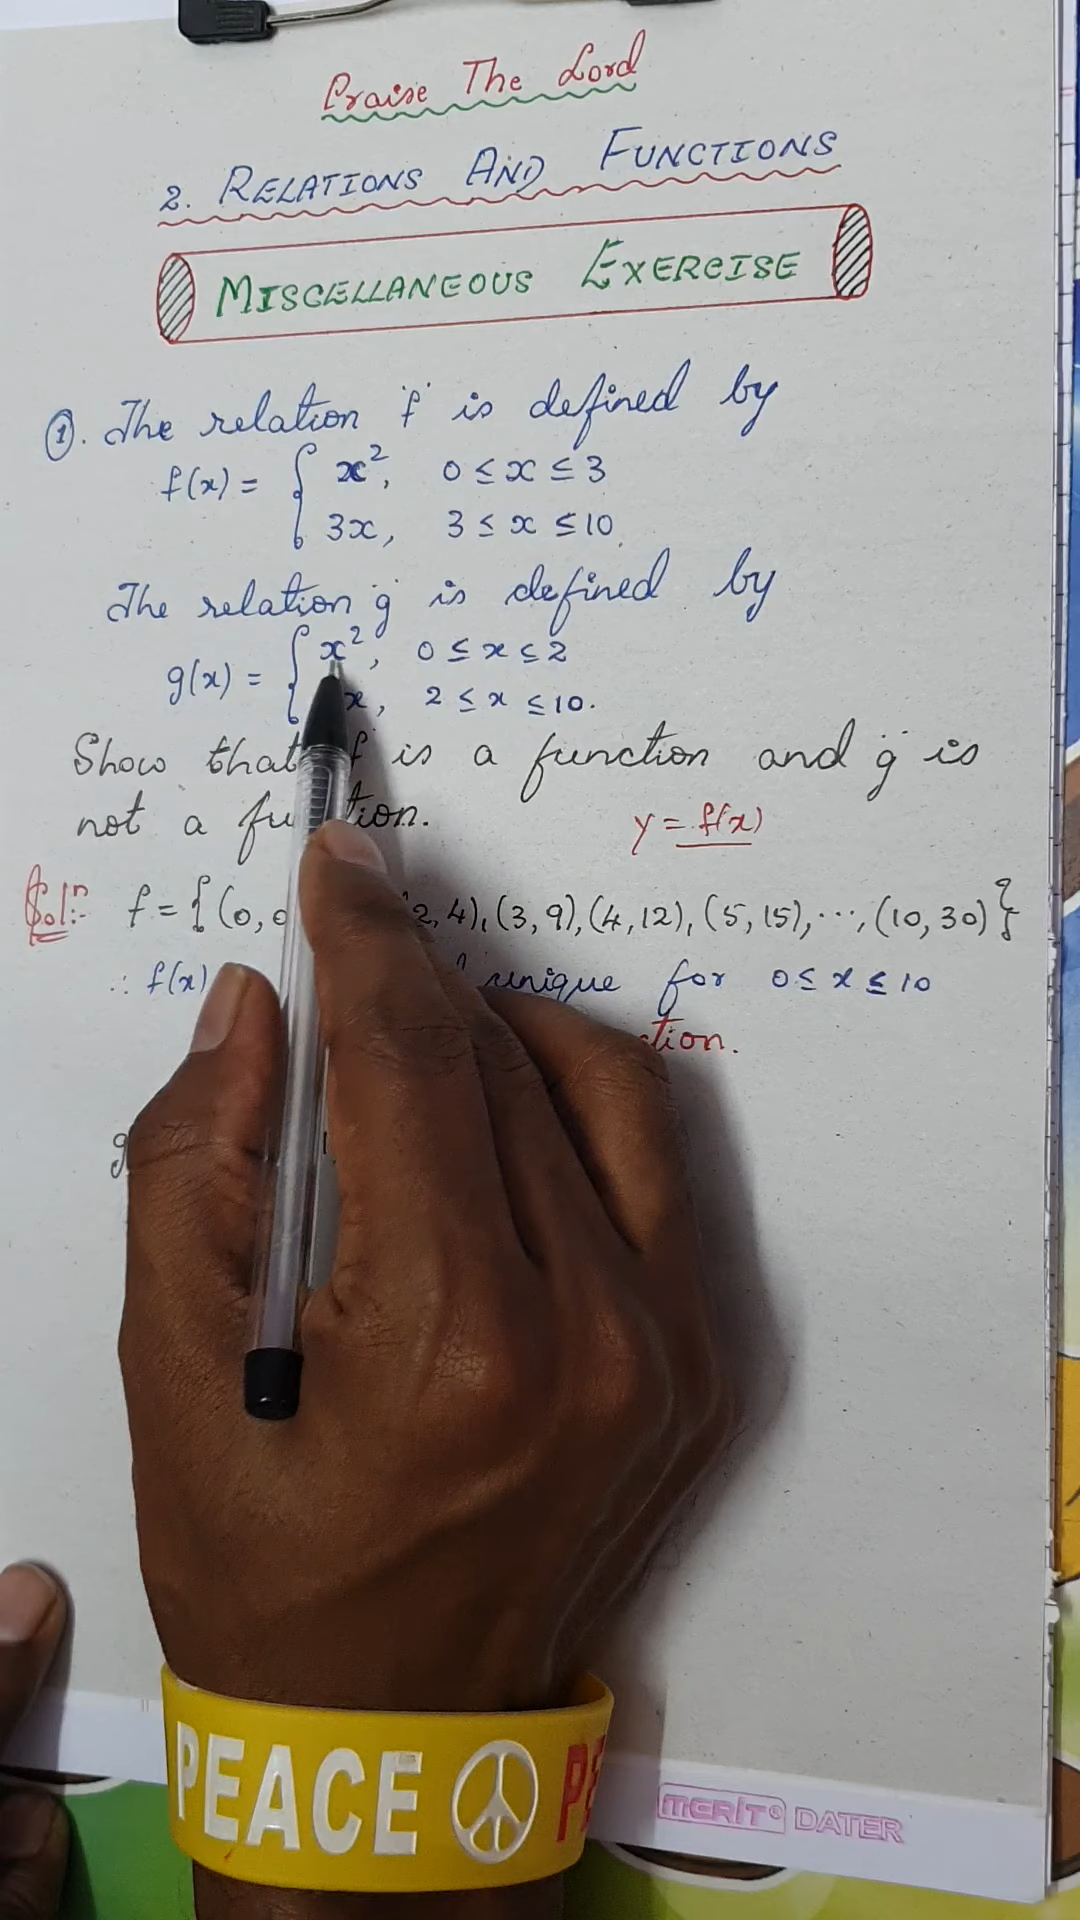 Praise The Lord
2. RELATIONS AND FUNCTIONS
MISCELLANEOUS EXERCISE
①. The relation 'f' is defined by
f(x) = { x², 0 ≤ x ≤ 3
3x, 3 ≤ x ≤ 10.
The relation 'g' is defined by
g(x) = { x², 0 ≤ x ≤ 2
x, 2 ≤ x ≤ 10.
Show that 'f' is a function and 'g' is
not a function.
y = f(x)
Solⁿ:- f = { (0, 0 2, 4), (3, 9), (4, 12), (5, 15), ..., (10, 30) }
∴ f(x) unique for 0 ≤ x ≤ 10
tion.
g
PEACE
MERIT DATER